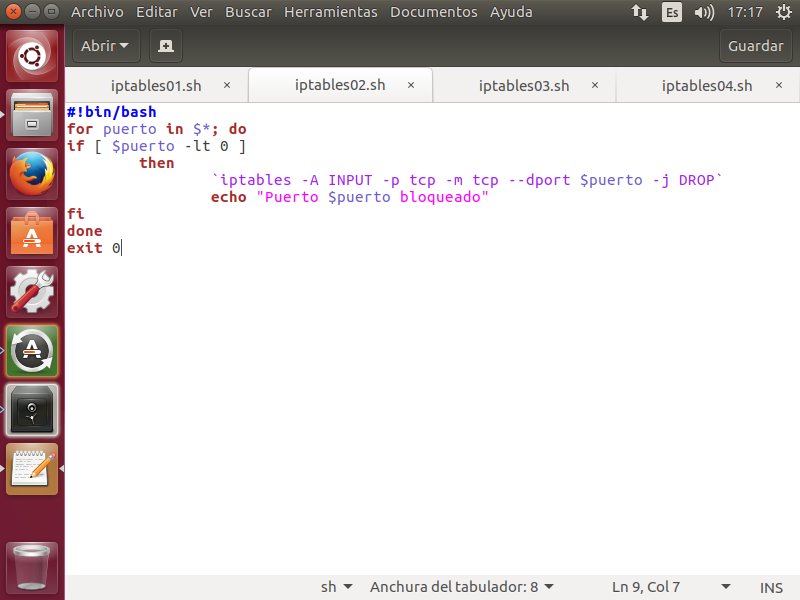 Archivo Editar Ver Buscar Herramientas Documentos Ayuda Es 17:17
Abrir Guardar
iptables01.sh × iptables02.sh × iptables03.sh × iptables04.sh ×
#!bin/bash
for puerto in $*; do
if [ $puerto -lt 0 ]
then
`iptables -A INPUT -p tcp -m tcp --dport $puerto -j DROP`
echo "Puerto $puerto bloqueado"
fi
done
exit 0
sh Anchura del tabulador: 8 Ln 9, Col 7 INS